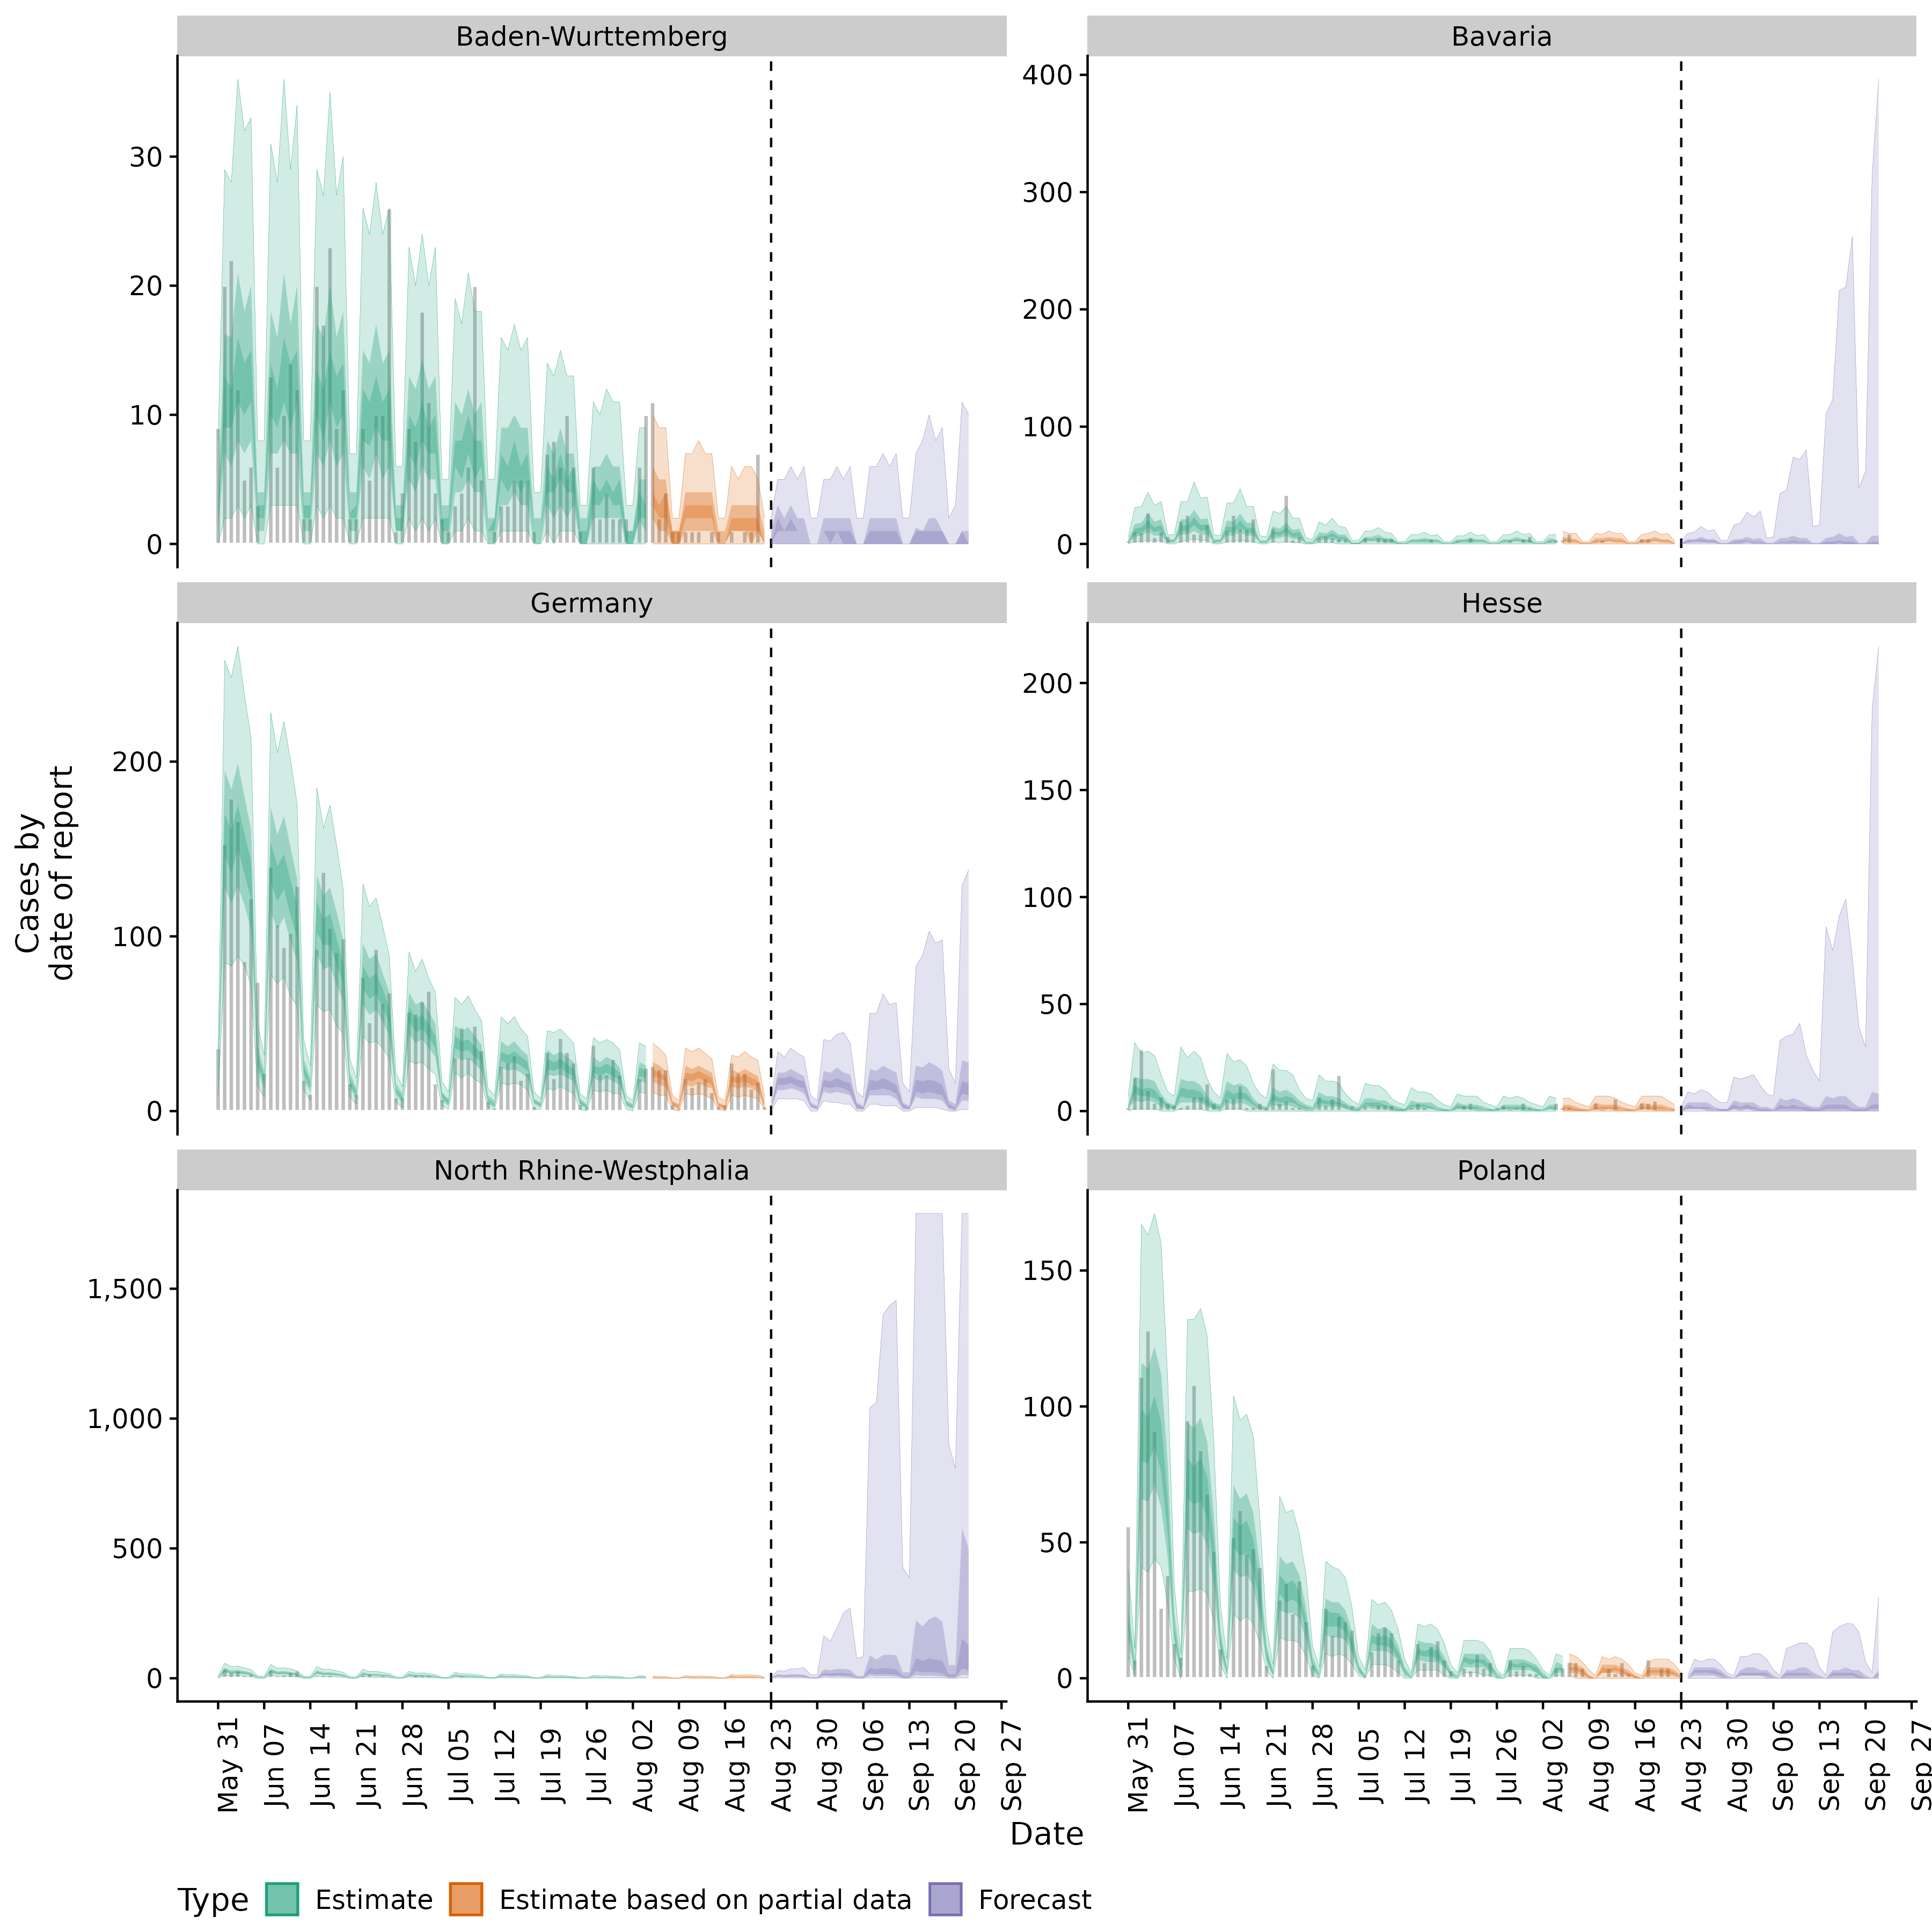 Baden-Wurttemberg
Bavaria
30
20
10
0
400
300
200
100
0
Germany
Hesse
200
100
0
200
150
100
50
0
North Rhine-Westphalia
Poland
1,500
1,000
500
0
150
100
50
0
Cases by
date of report
May 31
Jun 07
Jun 14
Jun 21
Jun 28
Jul 05
Jul 12
Jul 19
Jul 26
Aug 02
Aug 09
Aug 16
Aug 23
Aug 30
Sep 06
Sep 13
Sep 20
Sep 27
May 31
Jun 07
Jun 14
Jun 21
Jun 28
Jul 05
Jul 12
Jul 19
Jul 26
Aug 02
Aug 09
Aug 16
Aug 23
Aug 30
Sep 06
Sep 13
Sep 20
Sep 27
Date
Type Estimate Estimate based on partial data Forecast